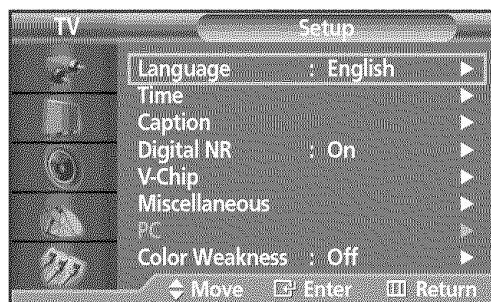 TV Setup
Language : English
Time
Caption
Digital NR : On
V-Chip
Miscellaneous
PC
Color Weakness : Off
Move Enter Return